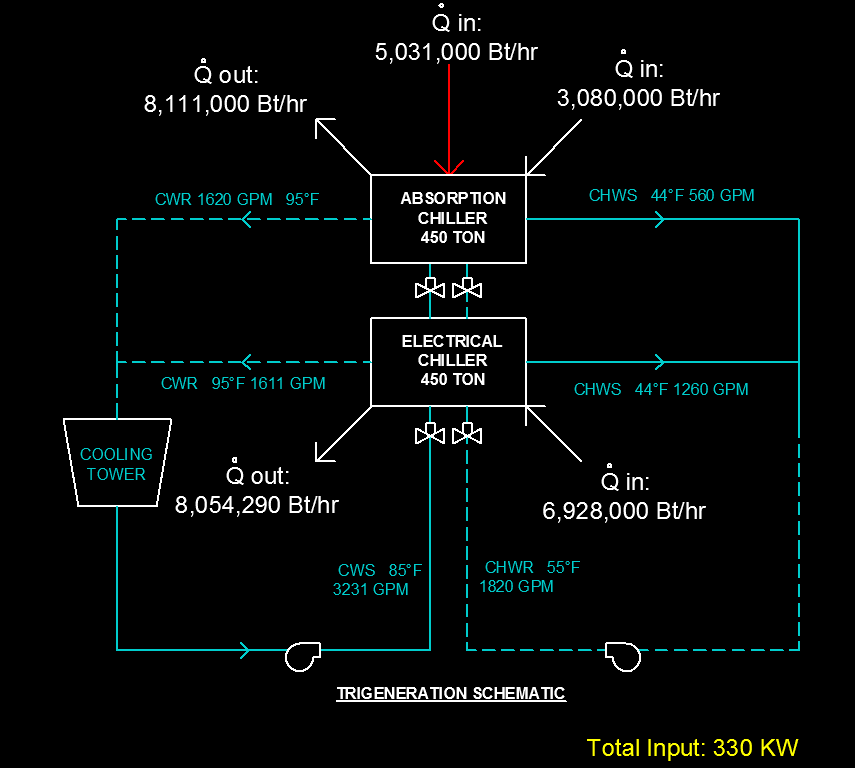 Q̇ in:
5,031,000 Bt/hr
Q̇ out:
8,111,000 Bt/hr
Q̇ in:
3,080,000 Bt/hr
CWR 1620 GPM 95°F
ABSORPTION
CHILLER
450 TON
CHWS 44°F 560 GPM
ELECTRICAL
CHILLER
450 TON
CWR 95°F 1611 GPM
CHWS 44°F 1260 GPM
COOLING
TOWER
Q̇ out:
8,054,290 Bt/hr
Q̇ in:
6,928,000 Bt/hr
CWS 85°F
3231 GPM
CHWR 55°F
1820 GPM
TRIGENERATION SCHEMATIC
Total Input: 330 KW